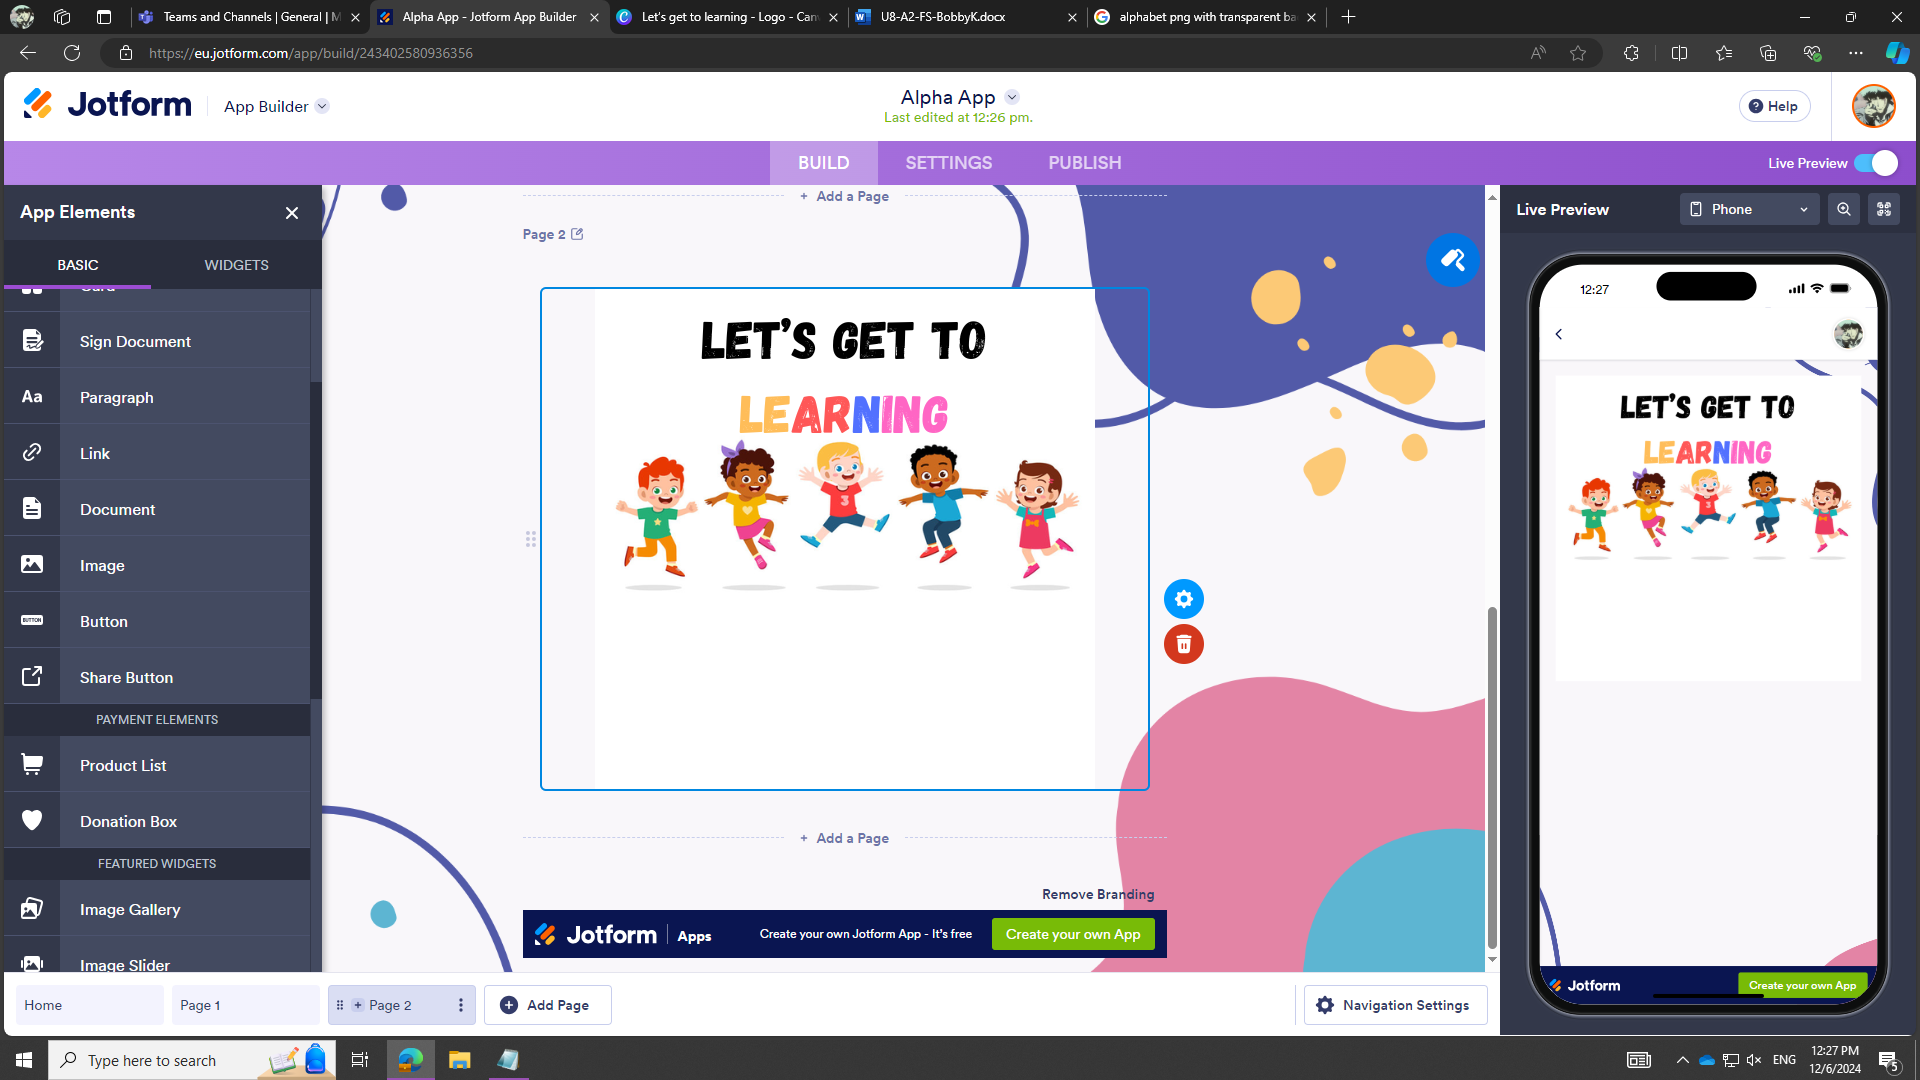 Teams and Channels | General | M
Alpha App - Jotform App Builder
Let's get to learning - Logo - Can
U8-A2-FS-BobbyK.docx
alphabet png with transparent ba
https://eu.jotform.com/app/build/243402580936356
Jotform
App Builder
Alpha App
Last edited at 12:26 pm.
Help
BUILD
SETTINGS
PUBLISH
Live Preview
App Elements
BASIC
WIDGETS
Card
Sign Document
Aa
Paragraph
Link
Document
Image
BUTTON
Button
Share Button
PAYMENT ELEMENTS
Product List
Donation Box
FEATURED WIDGETS
Image Gallery
Image Slider
+ Add a Page
Page 2
LET'S GET TO
LEARNING
3
+ Add a Page
Remove Branding
Jotform Apps
Create your own Jotform App - It's free
Create your own App
Live Preview
Phone
12:27
LET'S GET TO
LEARNING
Jotform
Create your own App
Home
Page 1
+ Page 2
Add Page
Navigation Settings
Type here to search
ENG
12:27 PM
12/6/2024
5